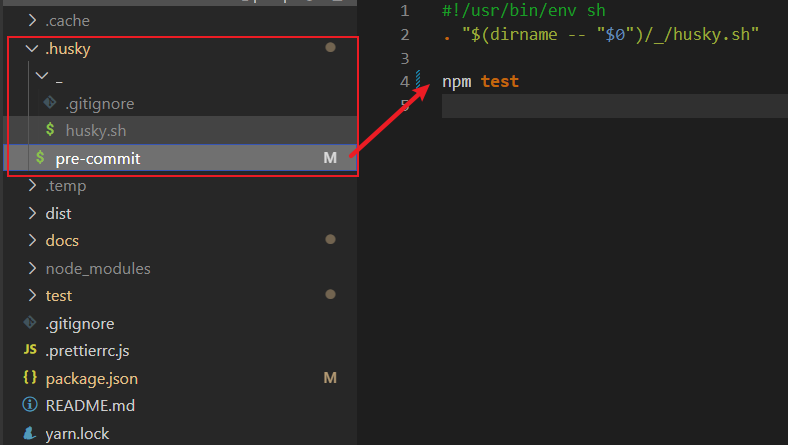 .cache
.husky
_
.gitignore
$ husky.sh
$ pre-commit M
.temp
dist
docs
node_modules
test
.gitignore
JS .prettierrc.js
{} package.json M
README.md
yarn.lock
1 #!/usr/bin/env sh
2 . "$(dirname -- "$0")/_/husky.sh"
3
4 npm test
5